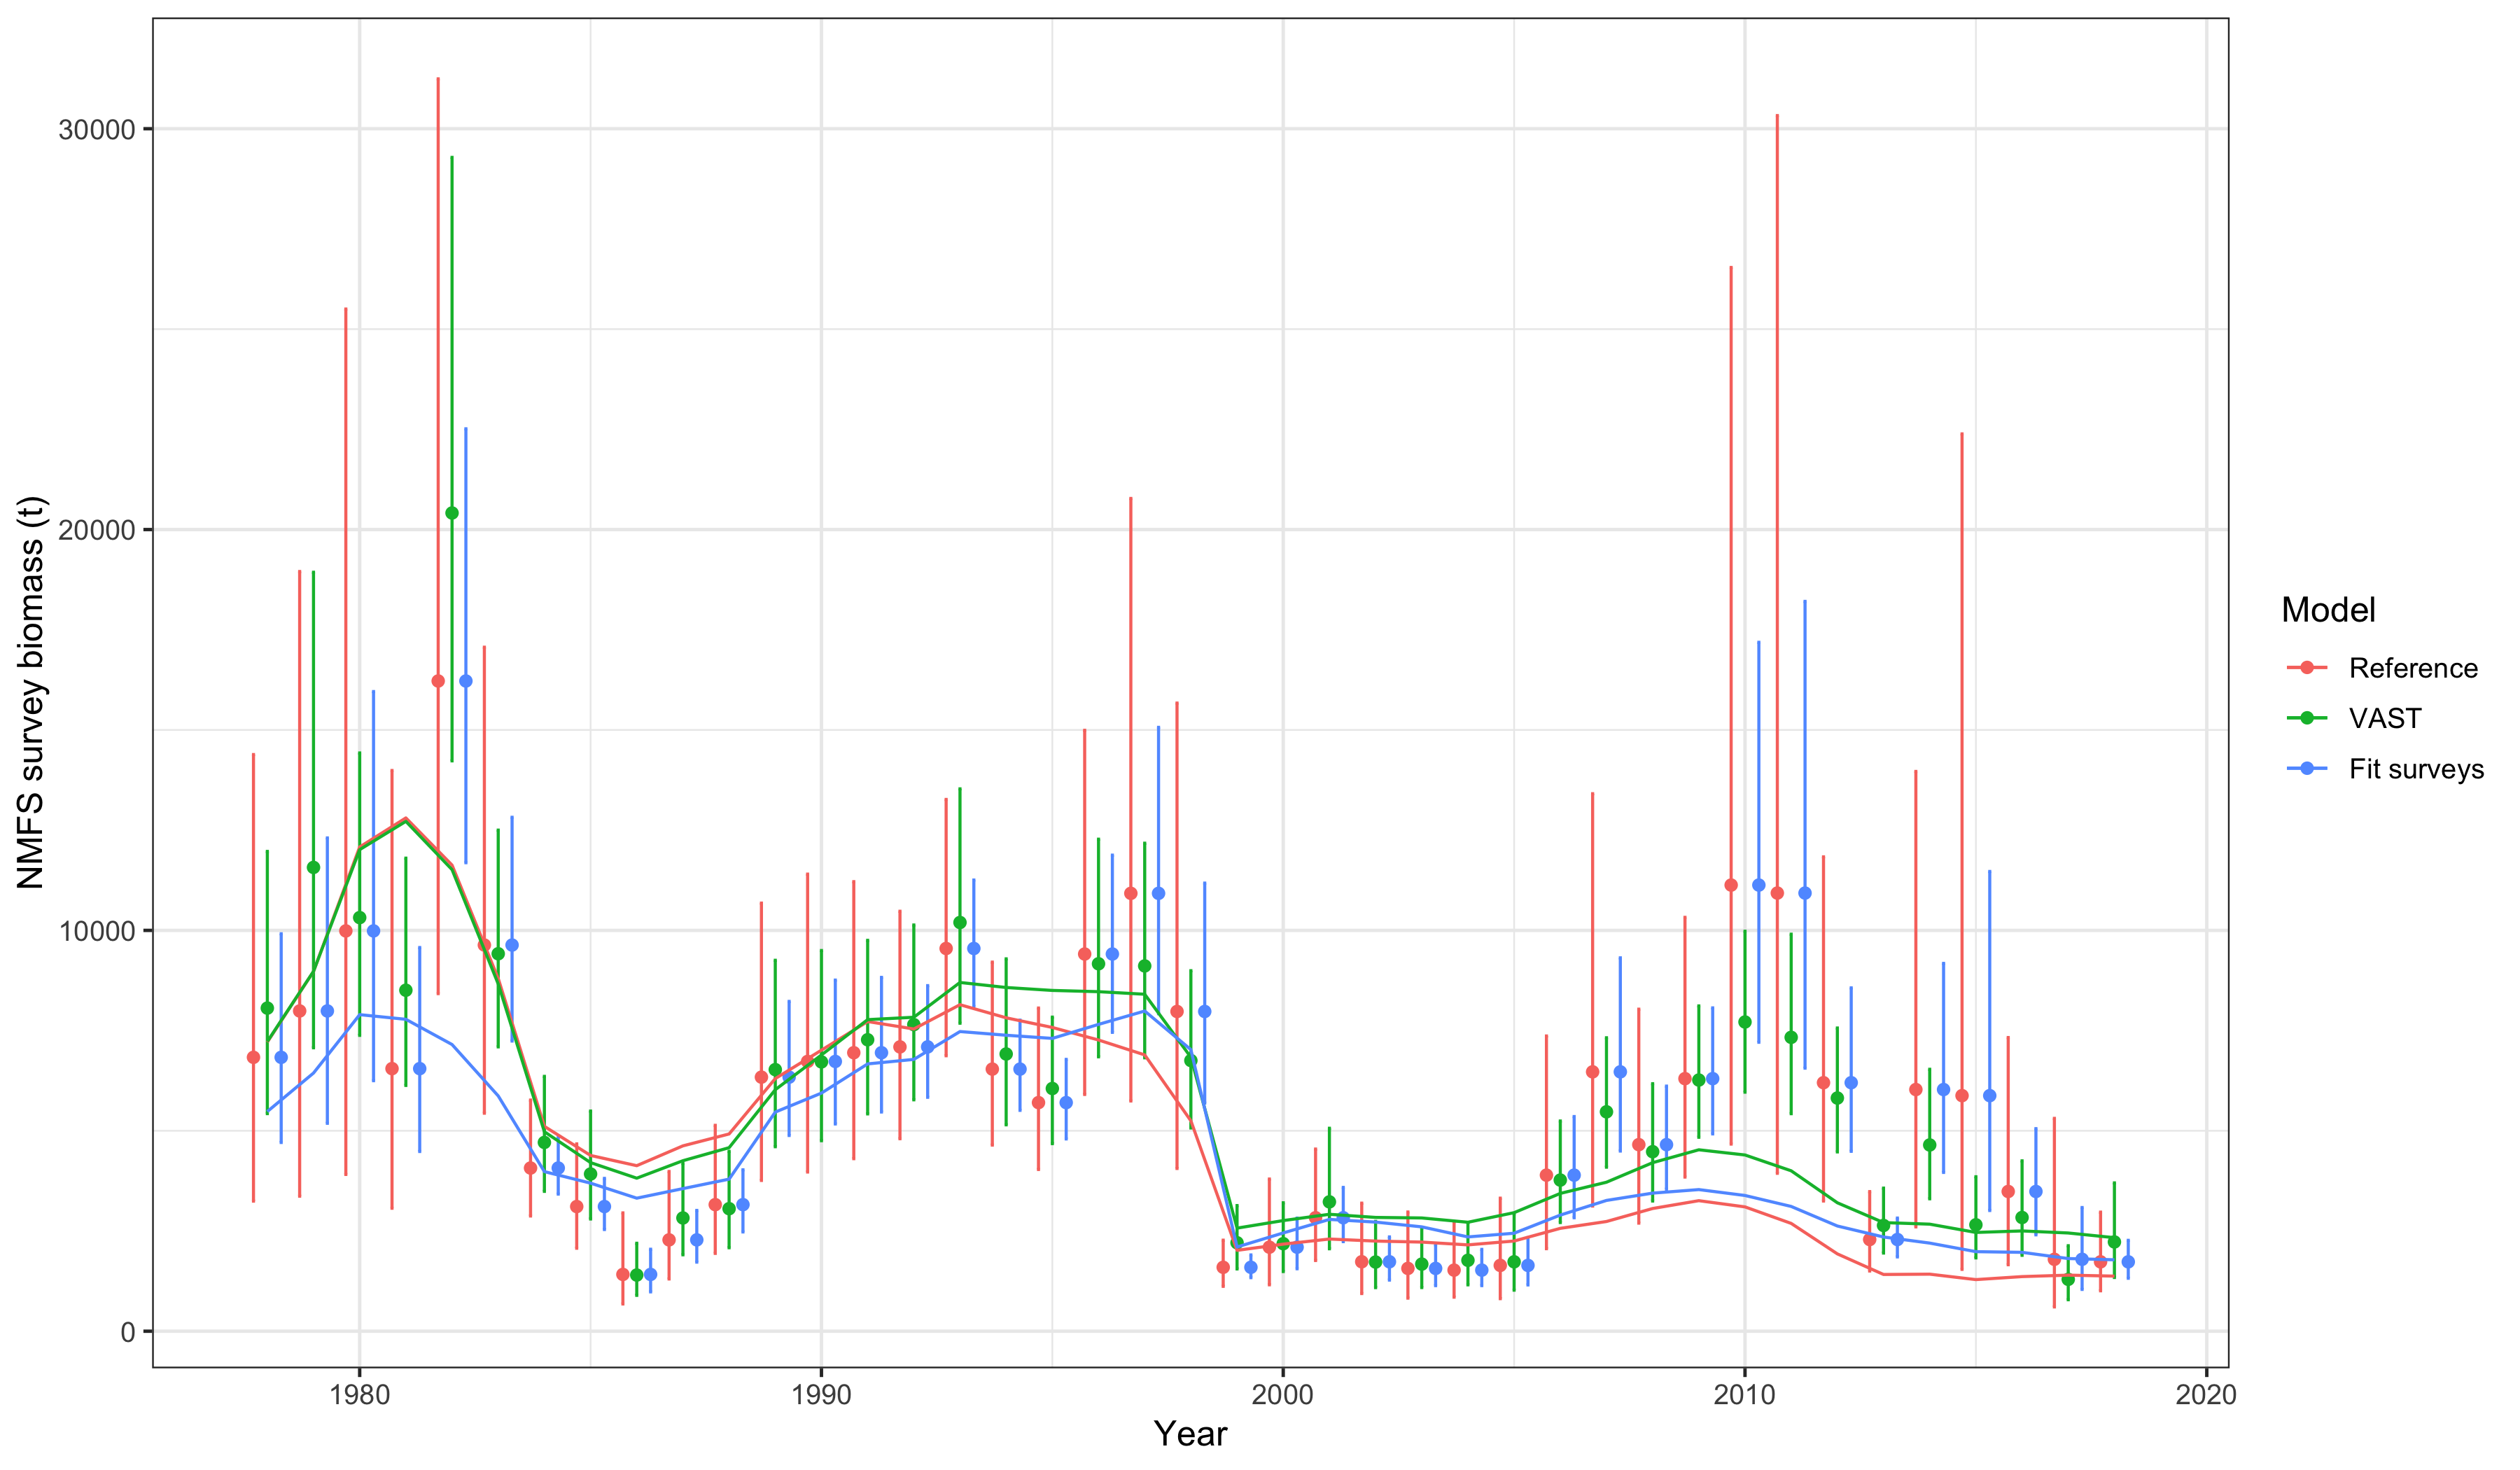 NMFS survey biomass (t)
30000
20000
10000
0
1980
1990
2000
2010
2020
Year
Model
Reference
VAST
Fit surveys